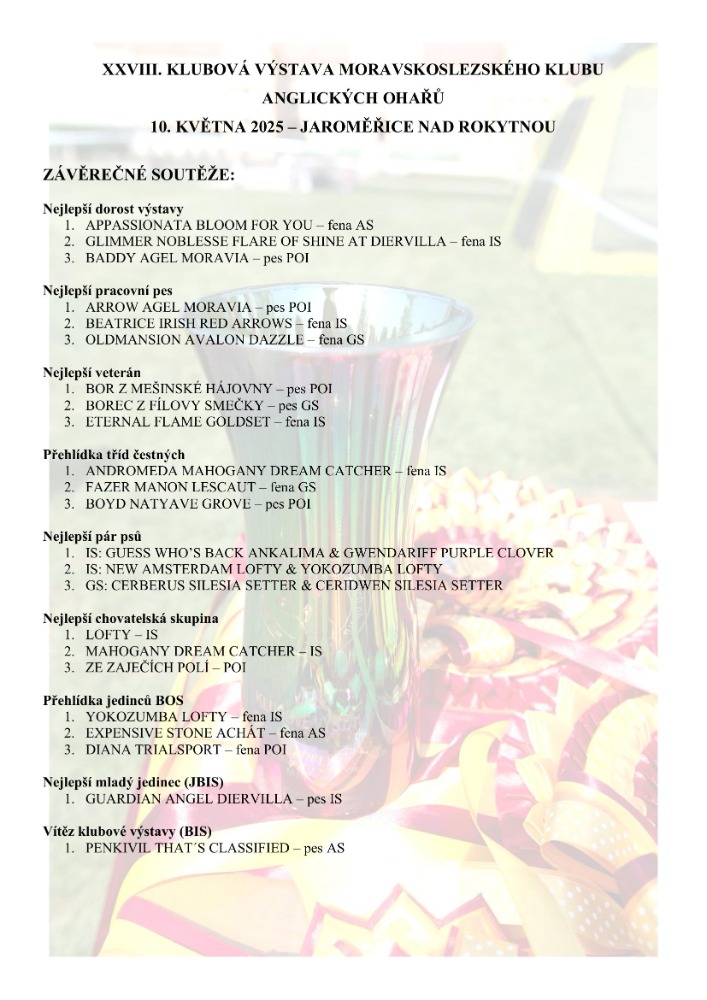 XXVIII. KLUBOVÁ VÝSTAVA MORAVSKOSLEZSKÉHO KLUBU
ANGLICKÝCH OHAŘŮ
10. KVĚTNA 2025 – JAROMĚŘICE NAD ROKYTNOU
ZÁVĚREČNÉ SOUTĚŽE:
Nejlepší dorost výstavy
1. APPASSIONATA BLOOM FOR YOU – fena AS
2. GLIMMER NOBLESSE FLARE OF SHINE AT DIERVILLA – fena IS
3. BADDY AGEL MORAVIA – pes POI
Nejlepší pracovní pes
1. ARROW AGEL MORAVIA – pes POI
2. BEATRICE IRISH RED ARROWS – fena IS
3. OLDMANSION AVALON DAZZLE – fena GS
Nejlepší veterán
1. BOR Z MEŠINSKÉ HÁJOVNY – pes POI
2. BOREC Z FÍLOVY SMEČKY – pes GS
3. ETERNAL FLAME GOLDSET – fena IS
Přehlídka tříd čestných
1. ANDROMEDA MAHOGANY DREAM CATCHER – fena IS
2. FAZER MANON LESCAUT – fena GS
3. BOYD NATYAVE GROVE – pes POI
Nejlepší pár psů
1. IS: GUESS WHO'S BACK ANKALIMA & GWENDARIFF PURPLE CLOVER
2. IS: NEW AMSTERDAM LOFTY & YOKOZUMBA LOFTY
3. GS: CERBERUS SILESIA SETTER & CERIDWEN SILESIA SETTER
Nejlepší chovatelská skupina
1. LOFTY – IS
2. MAHOGANY DREAM CATCHER – IS
3. ZE ZAJEČÍCH POLÍ – POI
Přehlídka jedinců BOS
1. YOKOZUMBA LOFTY – fena IS
2. EXPENSIVE STONE ACHÁT – fena AS
3. DIANA TRIALSPORT – fena POI
Nejlepší mladý jedinec (JBIS)
1. GUARDIAN ANGEL DIERVILLA – pes IS
Vítěz klubové výstavy (BIS)
1. PENKIVIL THAT´S CLASSIFIED – pes AS